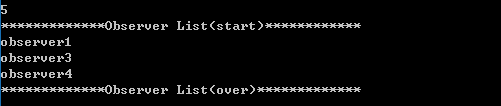 5
*************Observer List(start)************
observer1
observer3
observer4
*************Observer List(over)*************